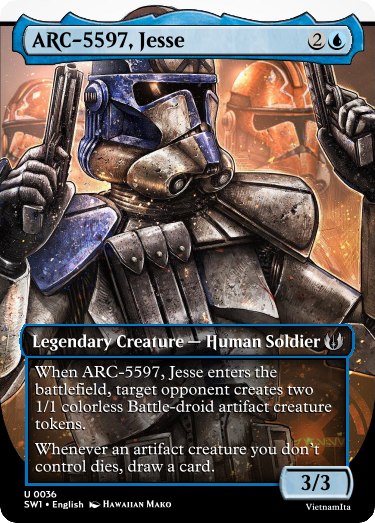 ARC-5597, Jesse 2
Legendary Creature — Human Soldier
When ARC-5597, Jesse enters the
battlefield, target opponent creates two
1/1 colorless Battle-droid artifact creature
tokens.
Whenever an artifact creature you don't
control dies, draw a card.
3/3
U 0036
SW1 • English Hawaiian Mako
VietnamIta